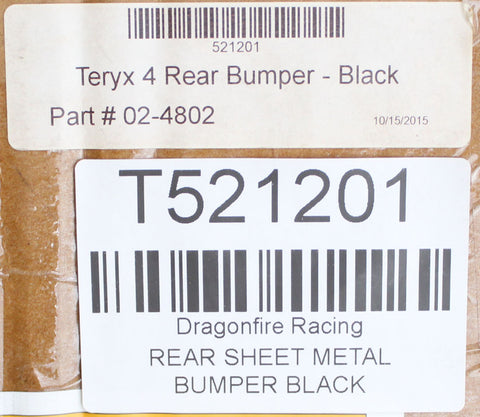 521201
Teryx 4 Rear Bumper - Black
Part # 02-4802
10/15/2015
T521201
Dragonfire Racing
REAR SHEET METAL
BUMPER BLACK